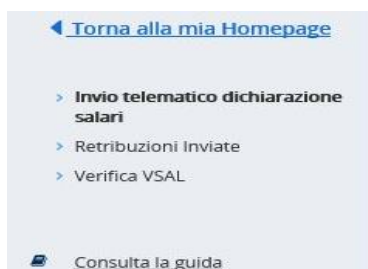 Torna alla mia Homepage
Invio telematico dichiarazione
salari
Retribuzioni Inviate
Verifica VSAL
Consulta la guida